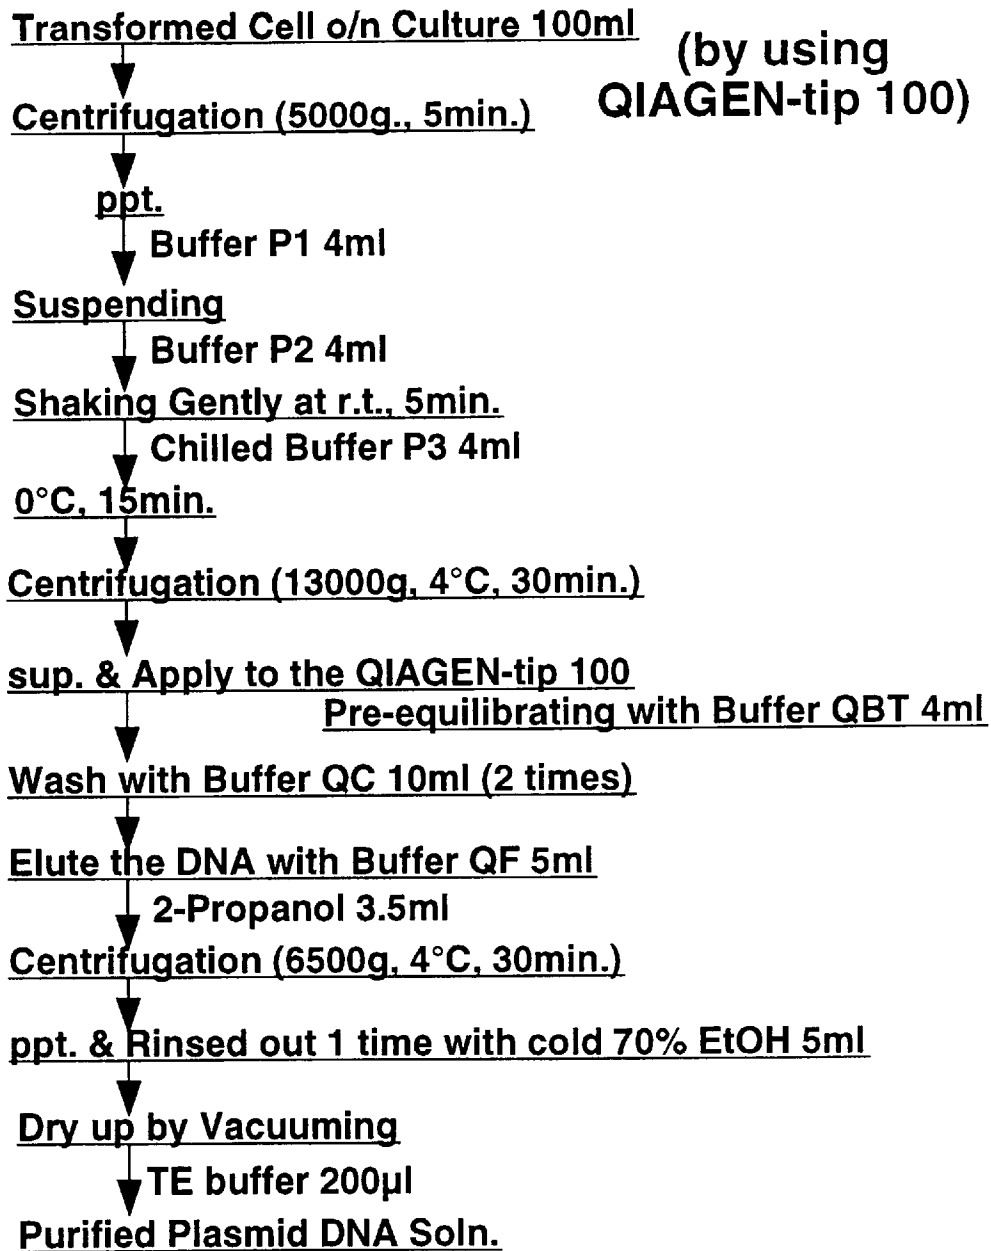 Transformed Cell o/n Culture 100ml
(by using
QIAGEN-tip 100)
Centrifugation (5000g., 5min.)
ppt.
Buffer P1 4ml
Suspending
Buffer P2 4ml
Shaking Gently at r.t., 5min.
Chilled Buffer P3 4ml
0°C, 15min.
Centrifugation (13000g, 4°C, 30min.)
sup. & Apply to the QIAGEN-tip 100
Pre-equilibrating with Buffer QBT 4ml
Wash with Buffer QC 10ml (2 times)
Elute the DNA with Buffer QF 5ml
2-Propanol 3.5ml
Centrifugation (6500g, 4°C, 30min.)
ppt. & Rinsed out 1 time with cold 70% EtOH 5ml
Dry up by Vacuuming
TE buffer 200µl
Purified Plasmid DNA Soln.